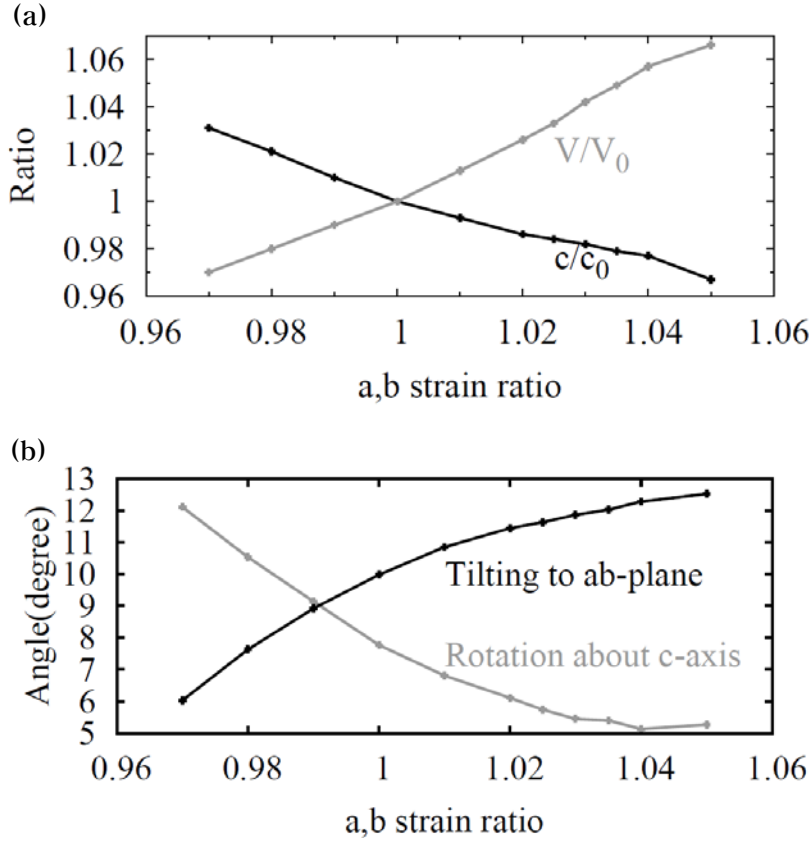 (a)
Ratio
1.06
1.04
1.02
1
0.98
0.96
V/V0
c/c0
0.96 0.98 1 1.02 1.04 1.06
a,b strain ratio
(b)
Angle(degree)
13
12
11
10
9
8
7
6
5
Tilting to ab-plane
Rotation about c-axis
0.96 0.98 1 1.02 1.04 1.06
a,b strain ratio